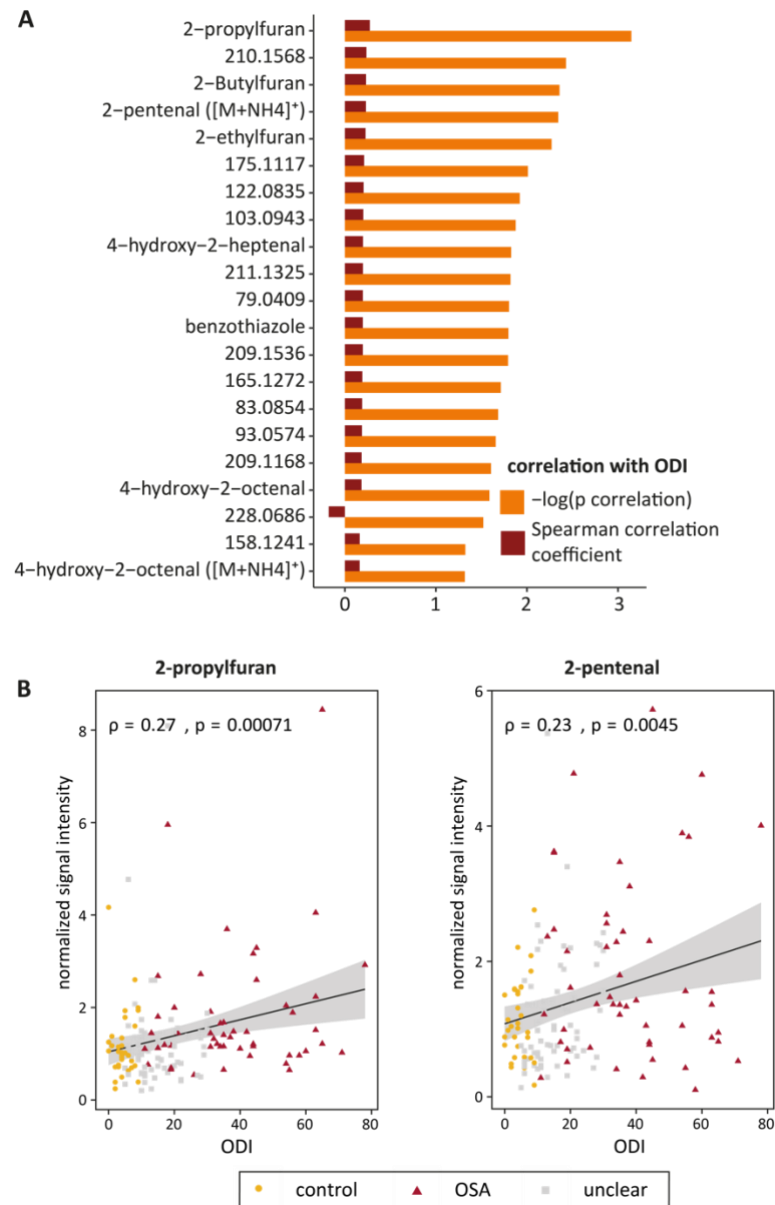 A
2−propylfuran
210.1568
2−Butylfuran
2−pentenal ([M+NH4]⁺)
2−ethylfuran
175.1117
122.0835
103.0943
4−hydroxy−2−heptenal
211.1325
79.0409
benzothiazole
209.1536
165.1272
83.0854
93.0574
209.1168
4−hydroxy−2−octenal
228.0686
158.1241
4−hydroxy−2−octenal ([M+NH4]⁺)
correlation with ODI
−log(p correlation)
Spearman correlation
coefficient
0 1 2 3
B
2-propylfuran
ρ = 0.27 , p = 0.00071
normalized signal intensity
8
6
4
2
0
0 20 40 60 80
ODI
2-pentenal
ρ = 0.23 , p = 0.0045
normalized signal intensity
6
4
2
0
0 20 40 60 80
ODI
control OSA unclear